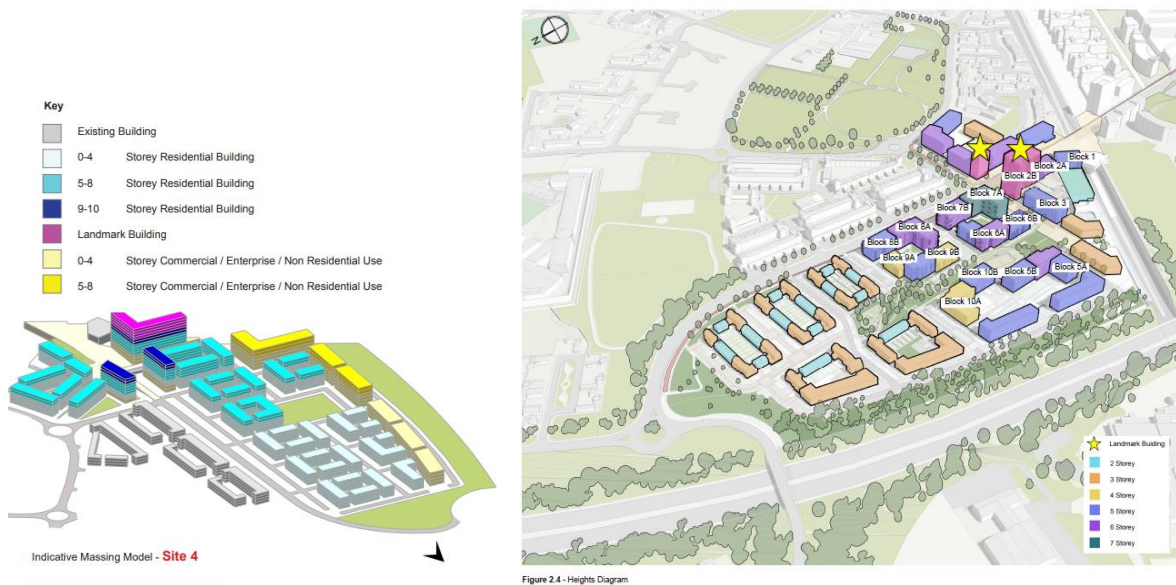 Key
Existing Building
0-4 Storey Residential Building
5-8 Storey Residential Building
9-10 Storey Residential Building
Landmark Building
0-4 Storey Commercial / Enterprise / Non Residential Use
5-8 Storey Commercial / Enterprise / Non Residential Use
Indicative Massing Model - Site 4
N
Block 1
Block 2A
Block 2B
Block 7A
Block 3
Block 7B
Block 6B
Block 8A
Block 6A
Block 8B
Block 9B
Block 9A
Block 10B
Block 5B
Block 5A
Block 10A
Landmark Building
2 Storey
3 Storey
4 Storey
5 Storey
6 Storey
7 Storey
Figure 2.4 - Heights Diagram